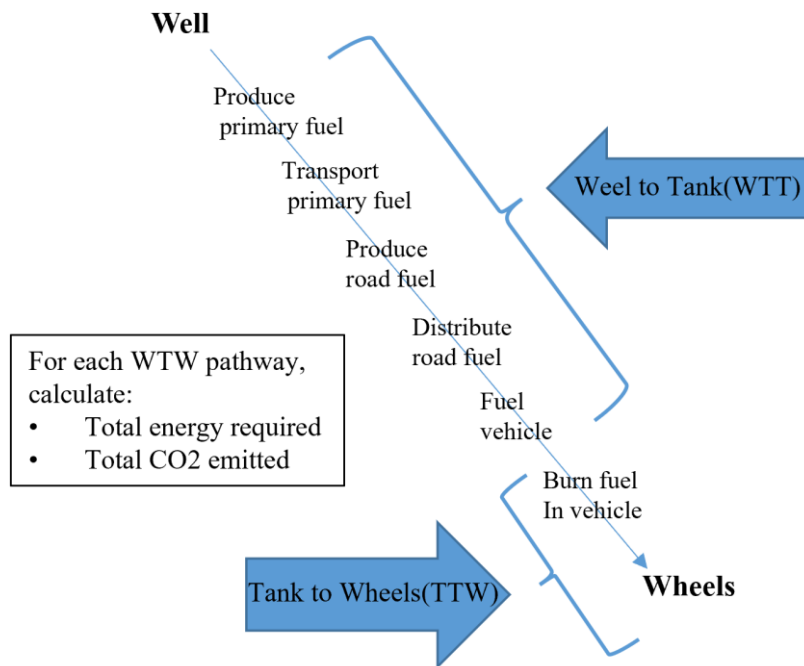 Well
Produce
primary fuel
Transport
primary fuel
Produce
road fuel
Weel to Tank(WTT)
Distribute
road fuel
For each WTW pathway,
calculate:
• Total energy required
• Total CO2 emitted
Fuel
vehicle
Burn fuel
In vehicle
Tank to Wheels(TTW)
Wheels